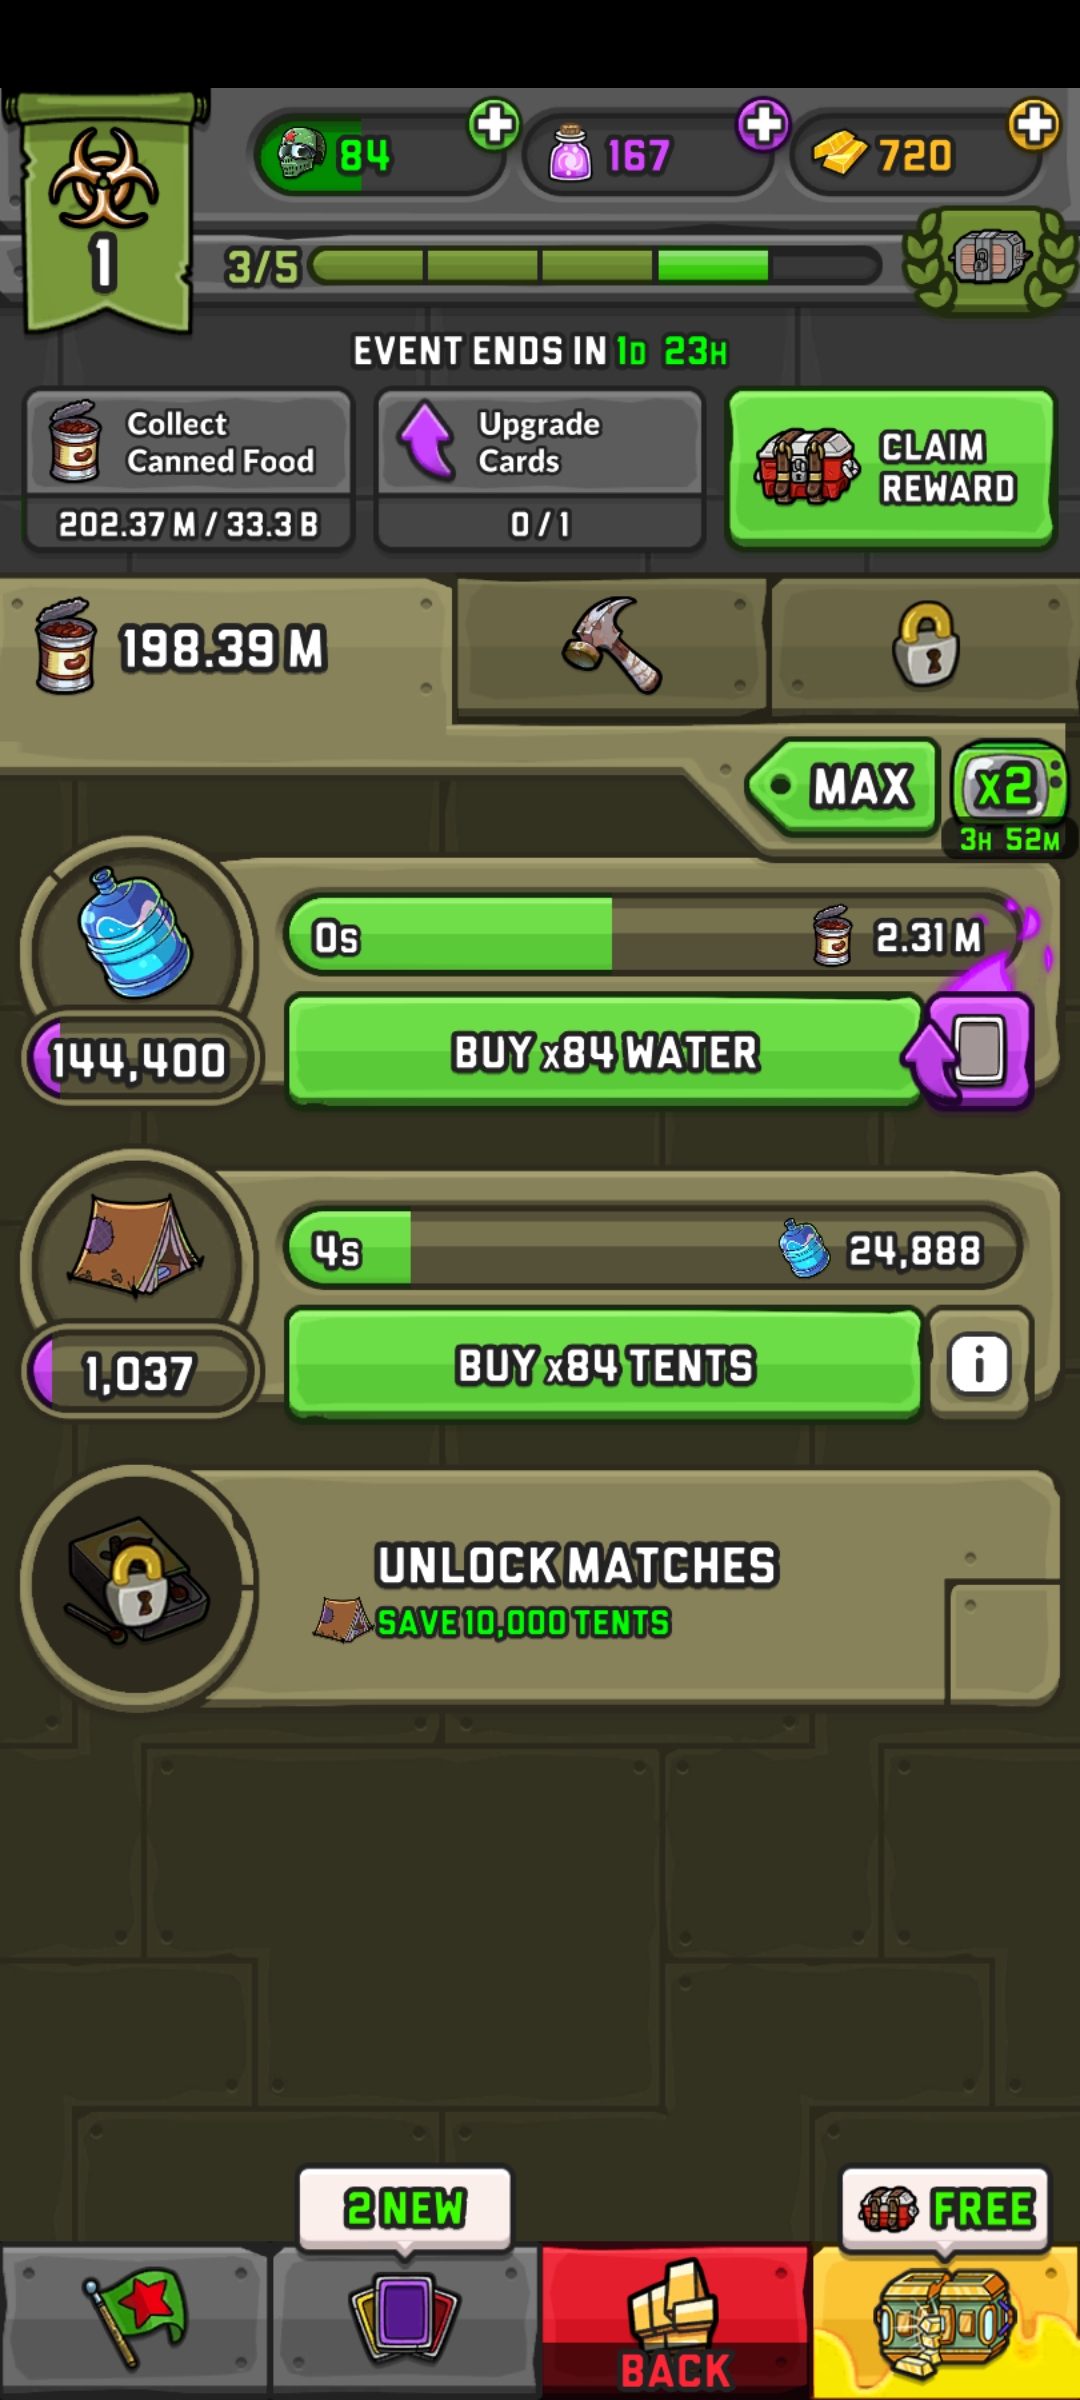 84
167
720
1
3/5
EVENT ENDS IN 1D 23H
Collect
Canned Food
202.37 M / 33.3 B
Upgrade
Cards
0 / 1
CLAIM
REWARD
198.39 M
MAX
x2
3H 52M
0s
2.31 M
144,400
BUY x84 WATER
4s
24,888
1,037
BUY x84 TENTS
i
UNLOCK MATCHES
SAVE 10,000 TENTS
2 NEW
FREE
BACK